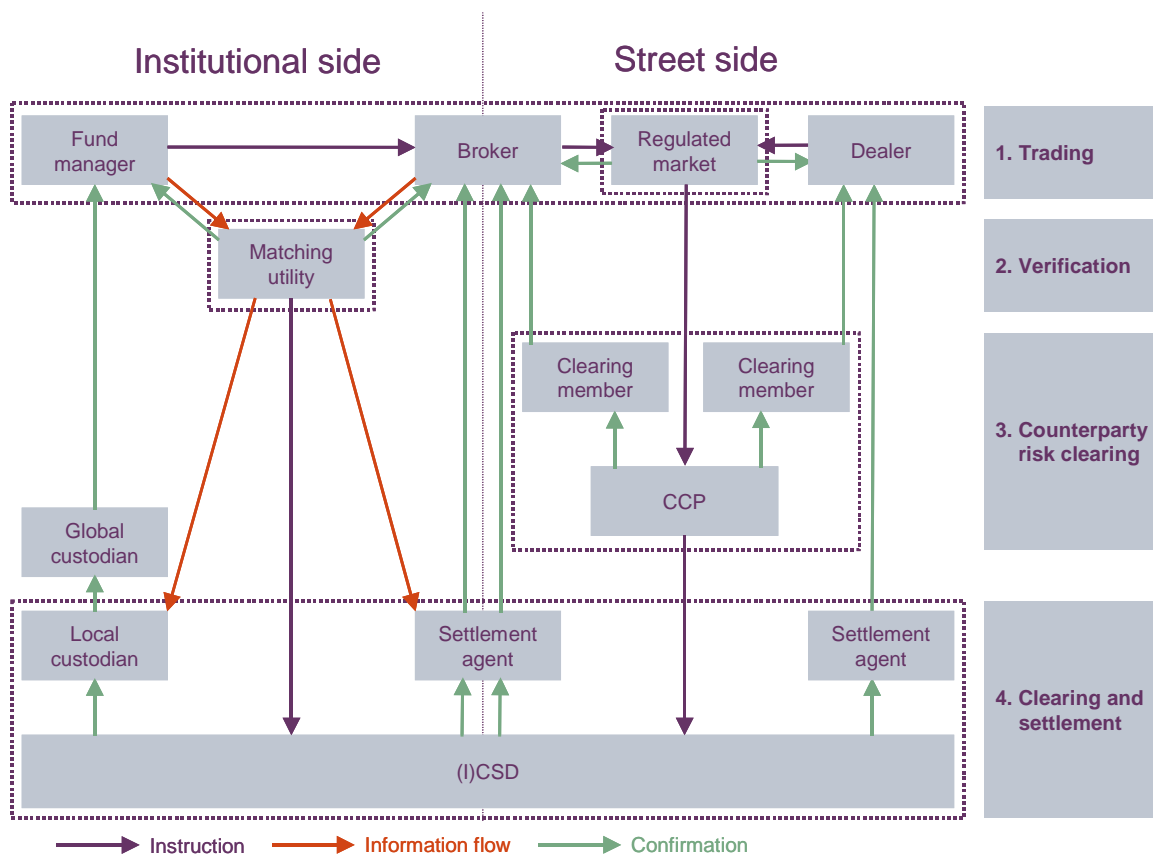 Institutional side
Street side
Fund
manager
Broker
Regulated
market
Dealer
1. Trading
Matching
utility
2. Verification
Clearing
member
Clearing
member
3. Counterparty
risk clearing
CCP
Global
custodian
Local
custodian
Settlement
agent
Settlement
agent
4. Clearing and
settlement
(I)CSD
Instruction
Information flow
Confirmation